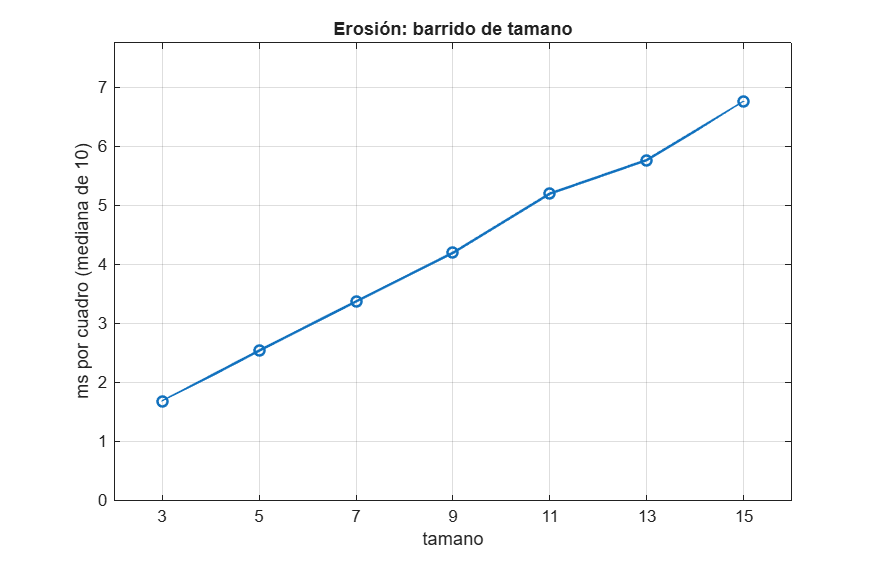 Erosión: barrido de tamano
7
6
5
4
3
2
1
0
ms por cuadro (mediana de 10)
3 5 7 9 11 13 15
tamano